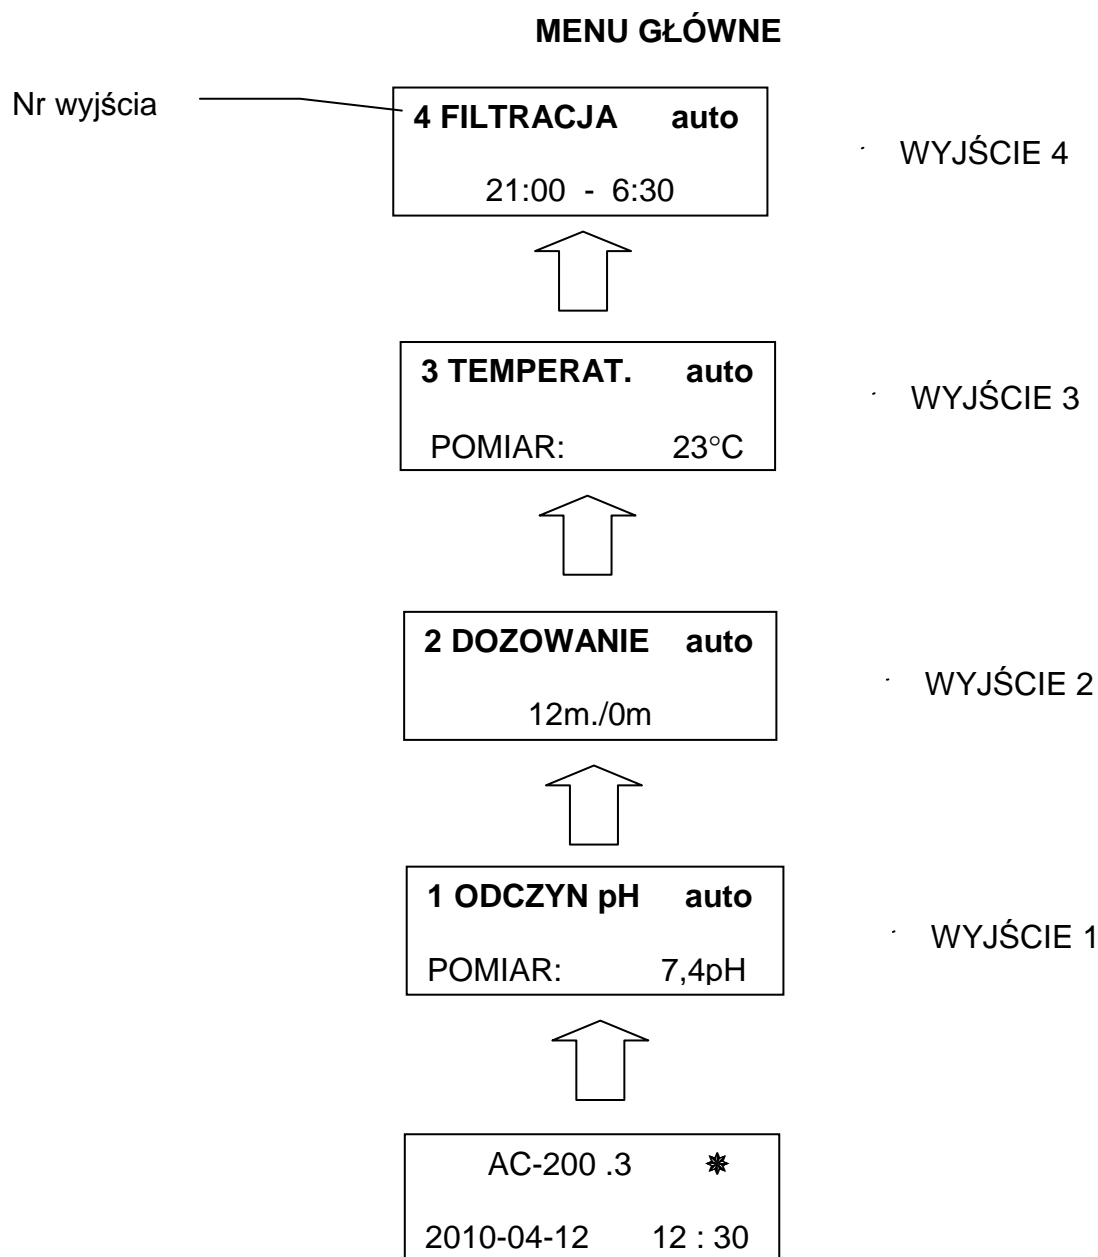 MENU GŁÓWNE
Nr wyjścia
4 FILTRACJA auto
21:00 - 6:30
WYJŚCIE 4
3 TEMPERAT. auto
POMIAR: 23°C
WYJŚCIE 3
2 DOZOWANIE auto
12m./0m
WYJŚCIE 2
1 ODCZYN pH auto
POMIAR: 7,4pH
WYJŚCIE 1
AC-200 .3 ✵
2010-04-12 12 : 30